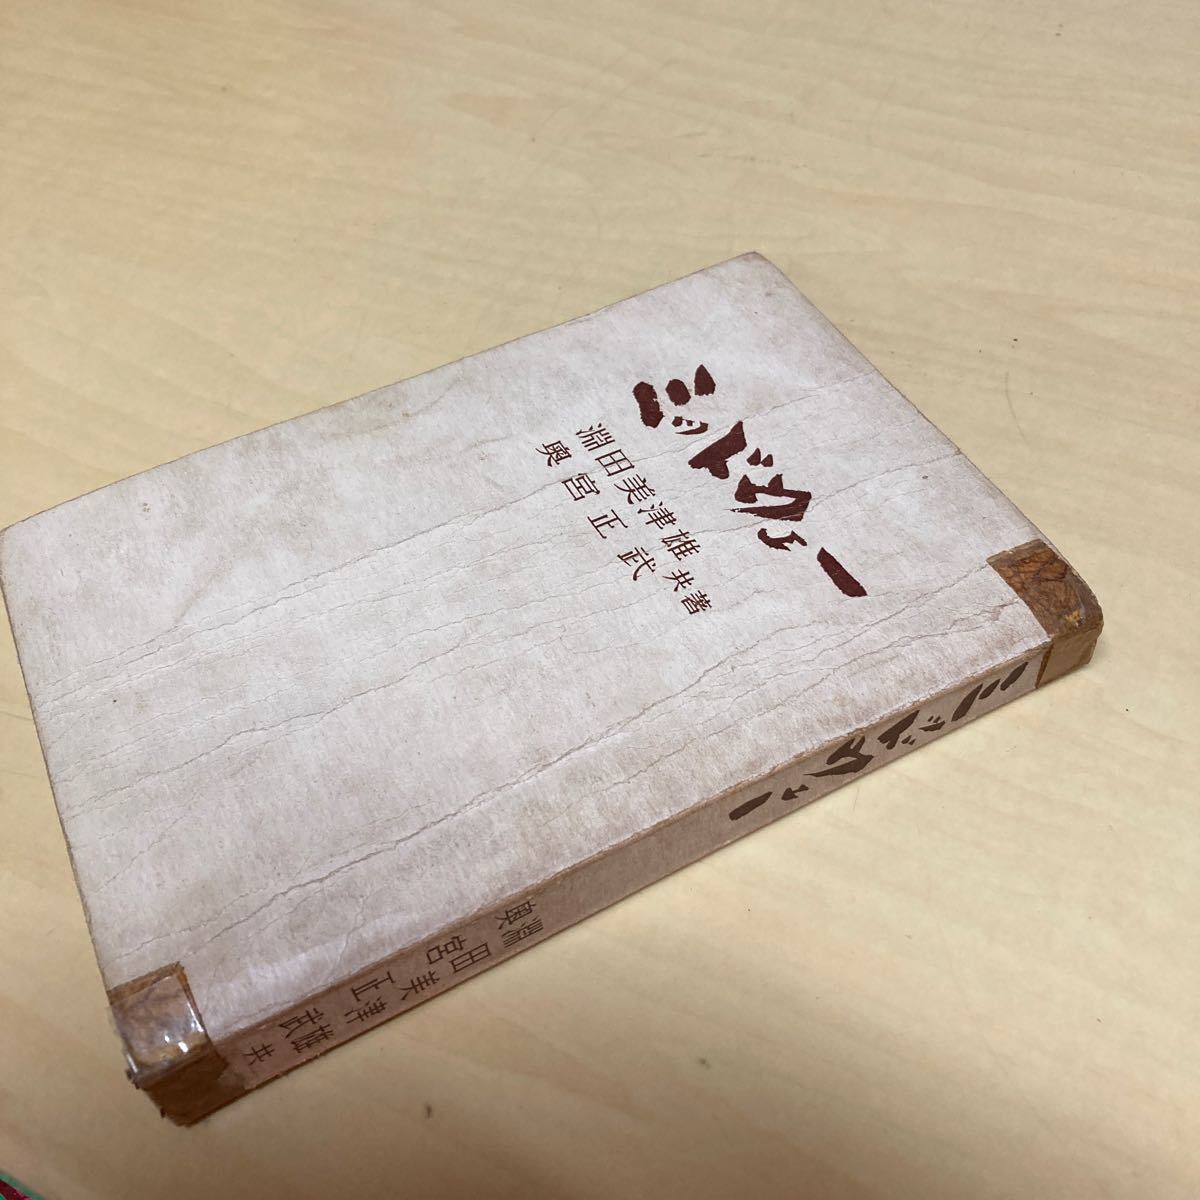 ミッドウェー
淵田美津雄
奥宮正武 共著
ミッドウェー
淵田美津雄
奥宮正武 共